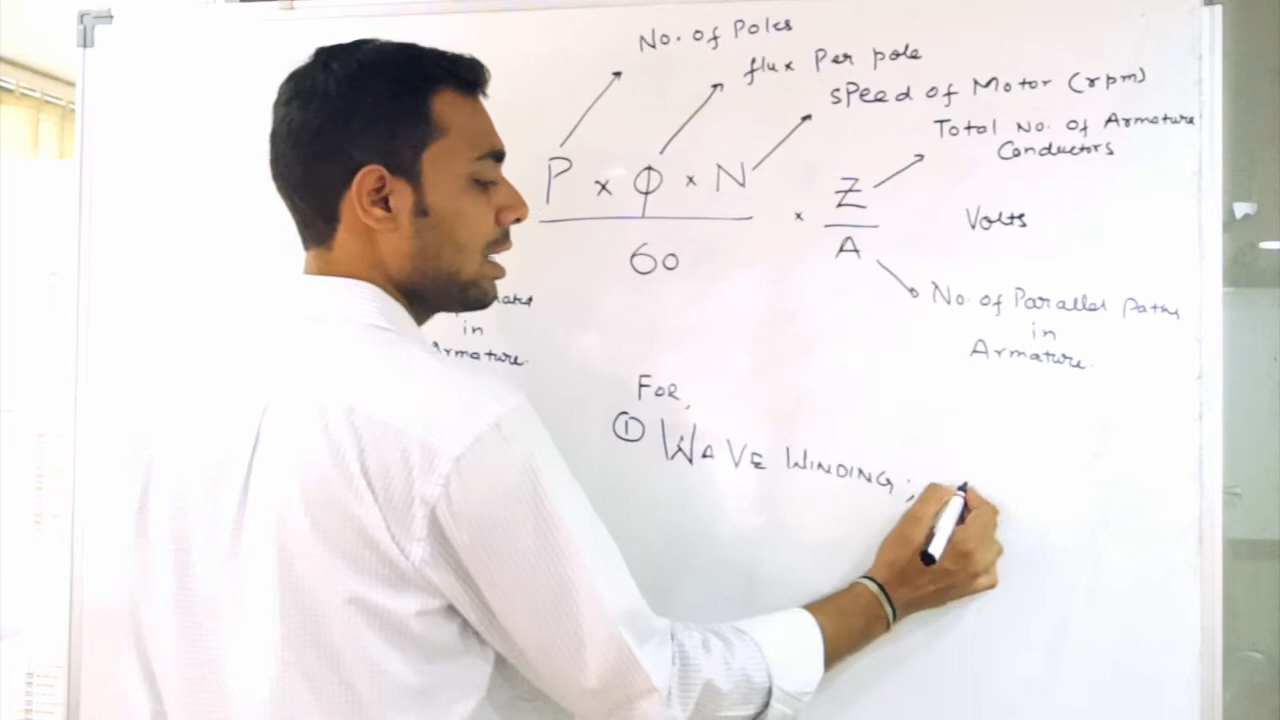 No. of Poles
flux Per pole
speed of Motor (rpm)
Total No. of Armature
Conductors
P × Φ × N
60
× Z
A
Volts
in
Armature.
No. of Parallel Paths
in
Armature.
FOR,
① WAVE WINDING ;